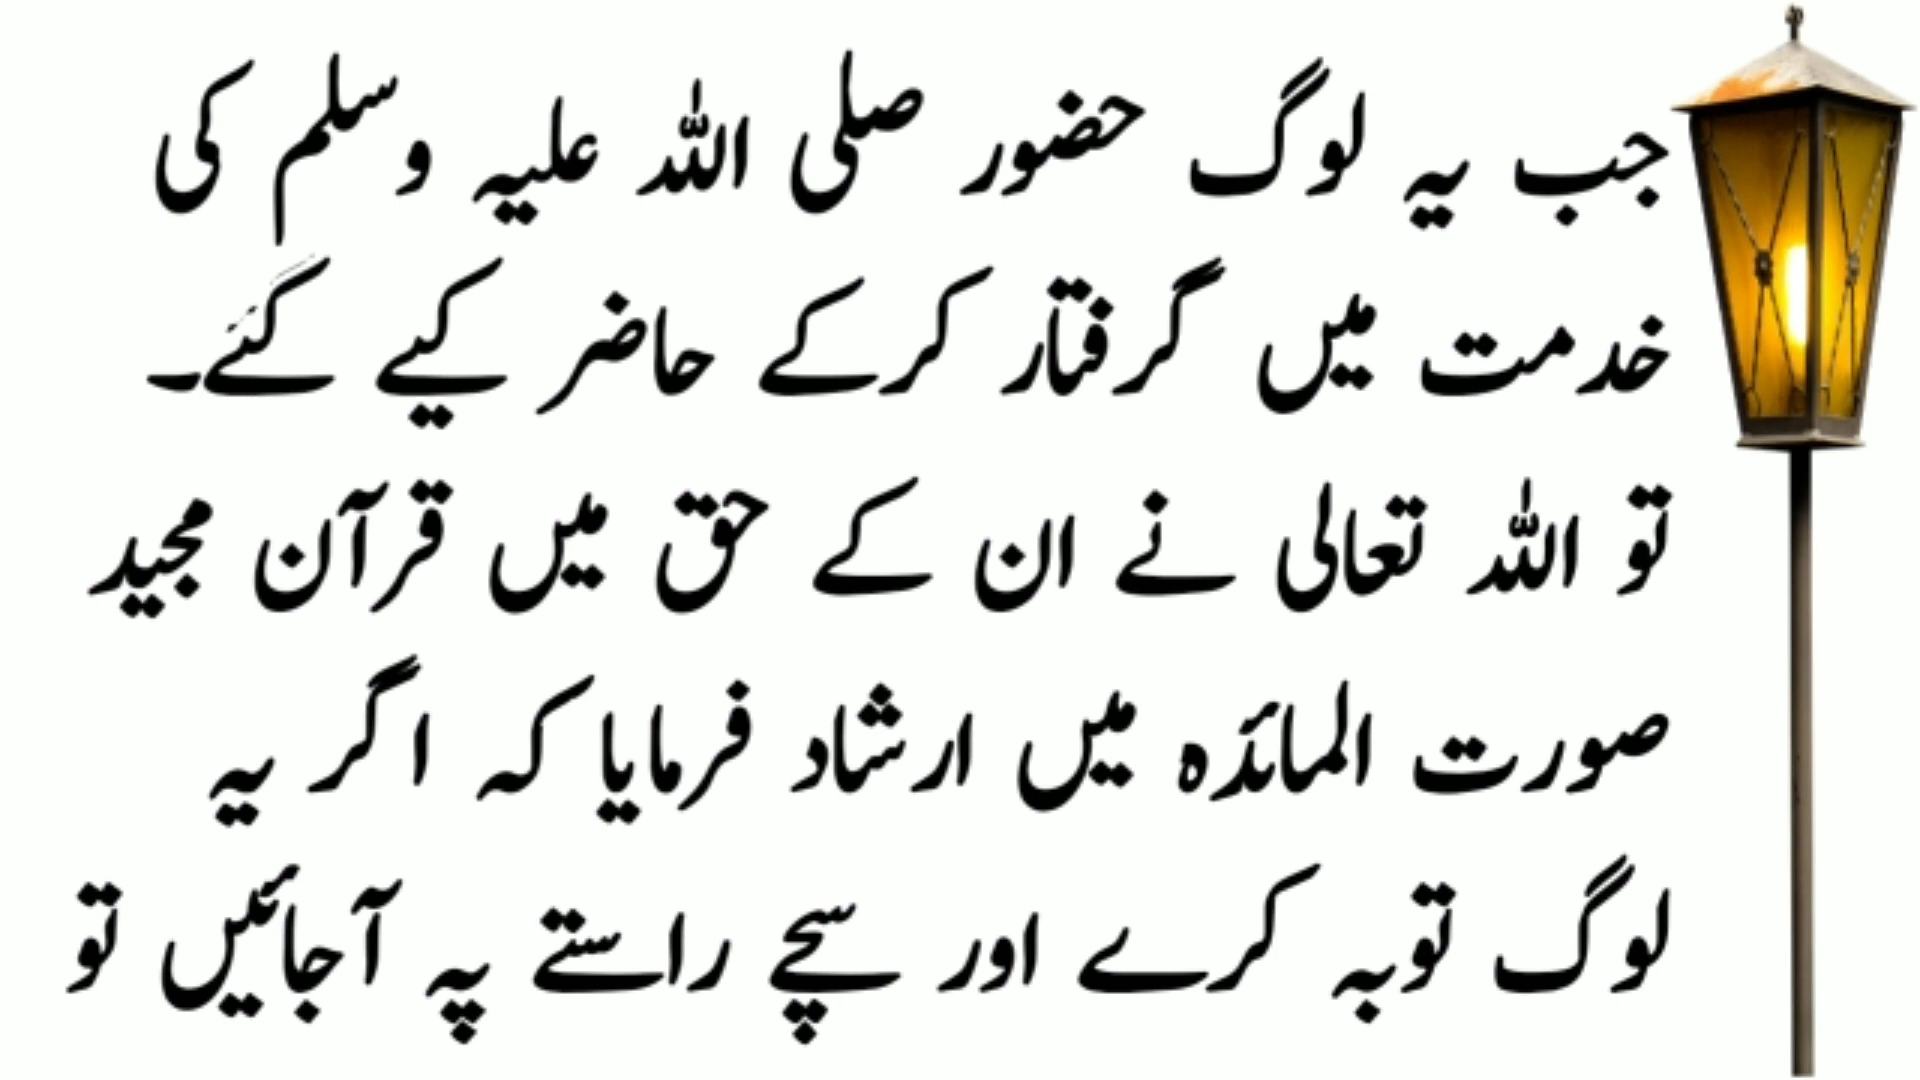 جب یہ لوگ حضور صلی اللہ علیہ وسلم کی
خدمت میں گرفتار کرکے حاضر کیے گئے۔
تو اللہ تعالی نے ان کے حق میں قرآن مجید
صورت المائدہ میں ارشاد فرمایا کہ اگر یہ
لوگ توبہ کرے اور سچے راستے پہ آجائیں تو